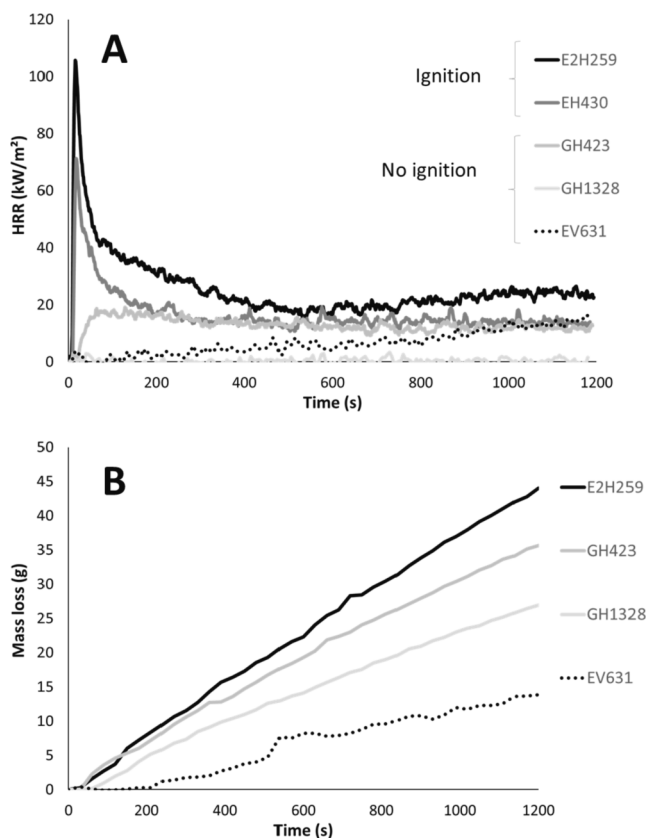 A
HRR (kW/m²)
120
100
80
60
40
20
0
0 200 400 600 800 1000 1200
Time (s)
Ignition
E2H259
EH430
No ignition
GH423
GH1328
EV631
B
Mass loss (g)
50
45
40
35
30
25
20
15
10
5
0
0 200 400 600 800 1000 1200
Time (s)
E2H259
GH423
GH1328
EV631